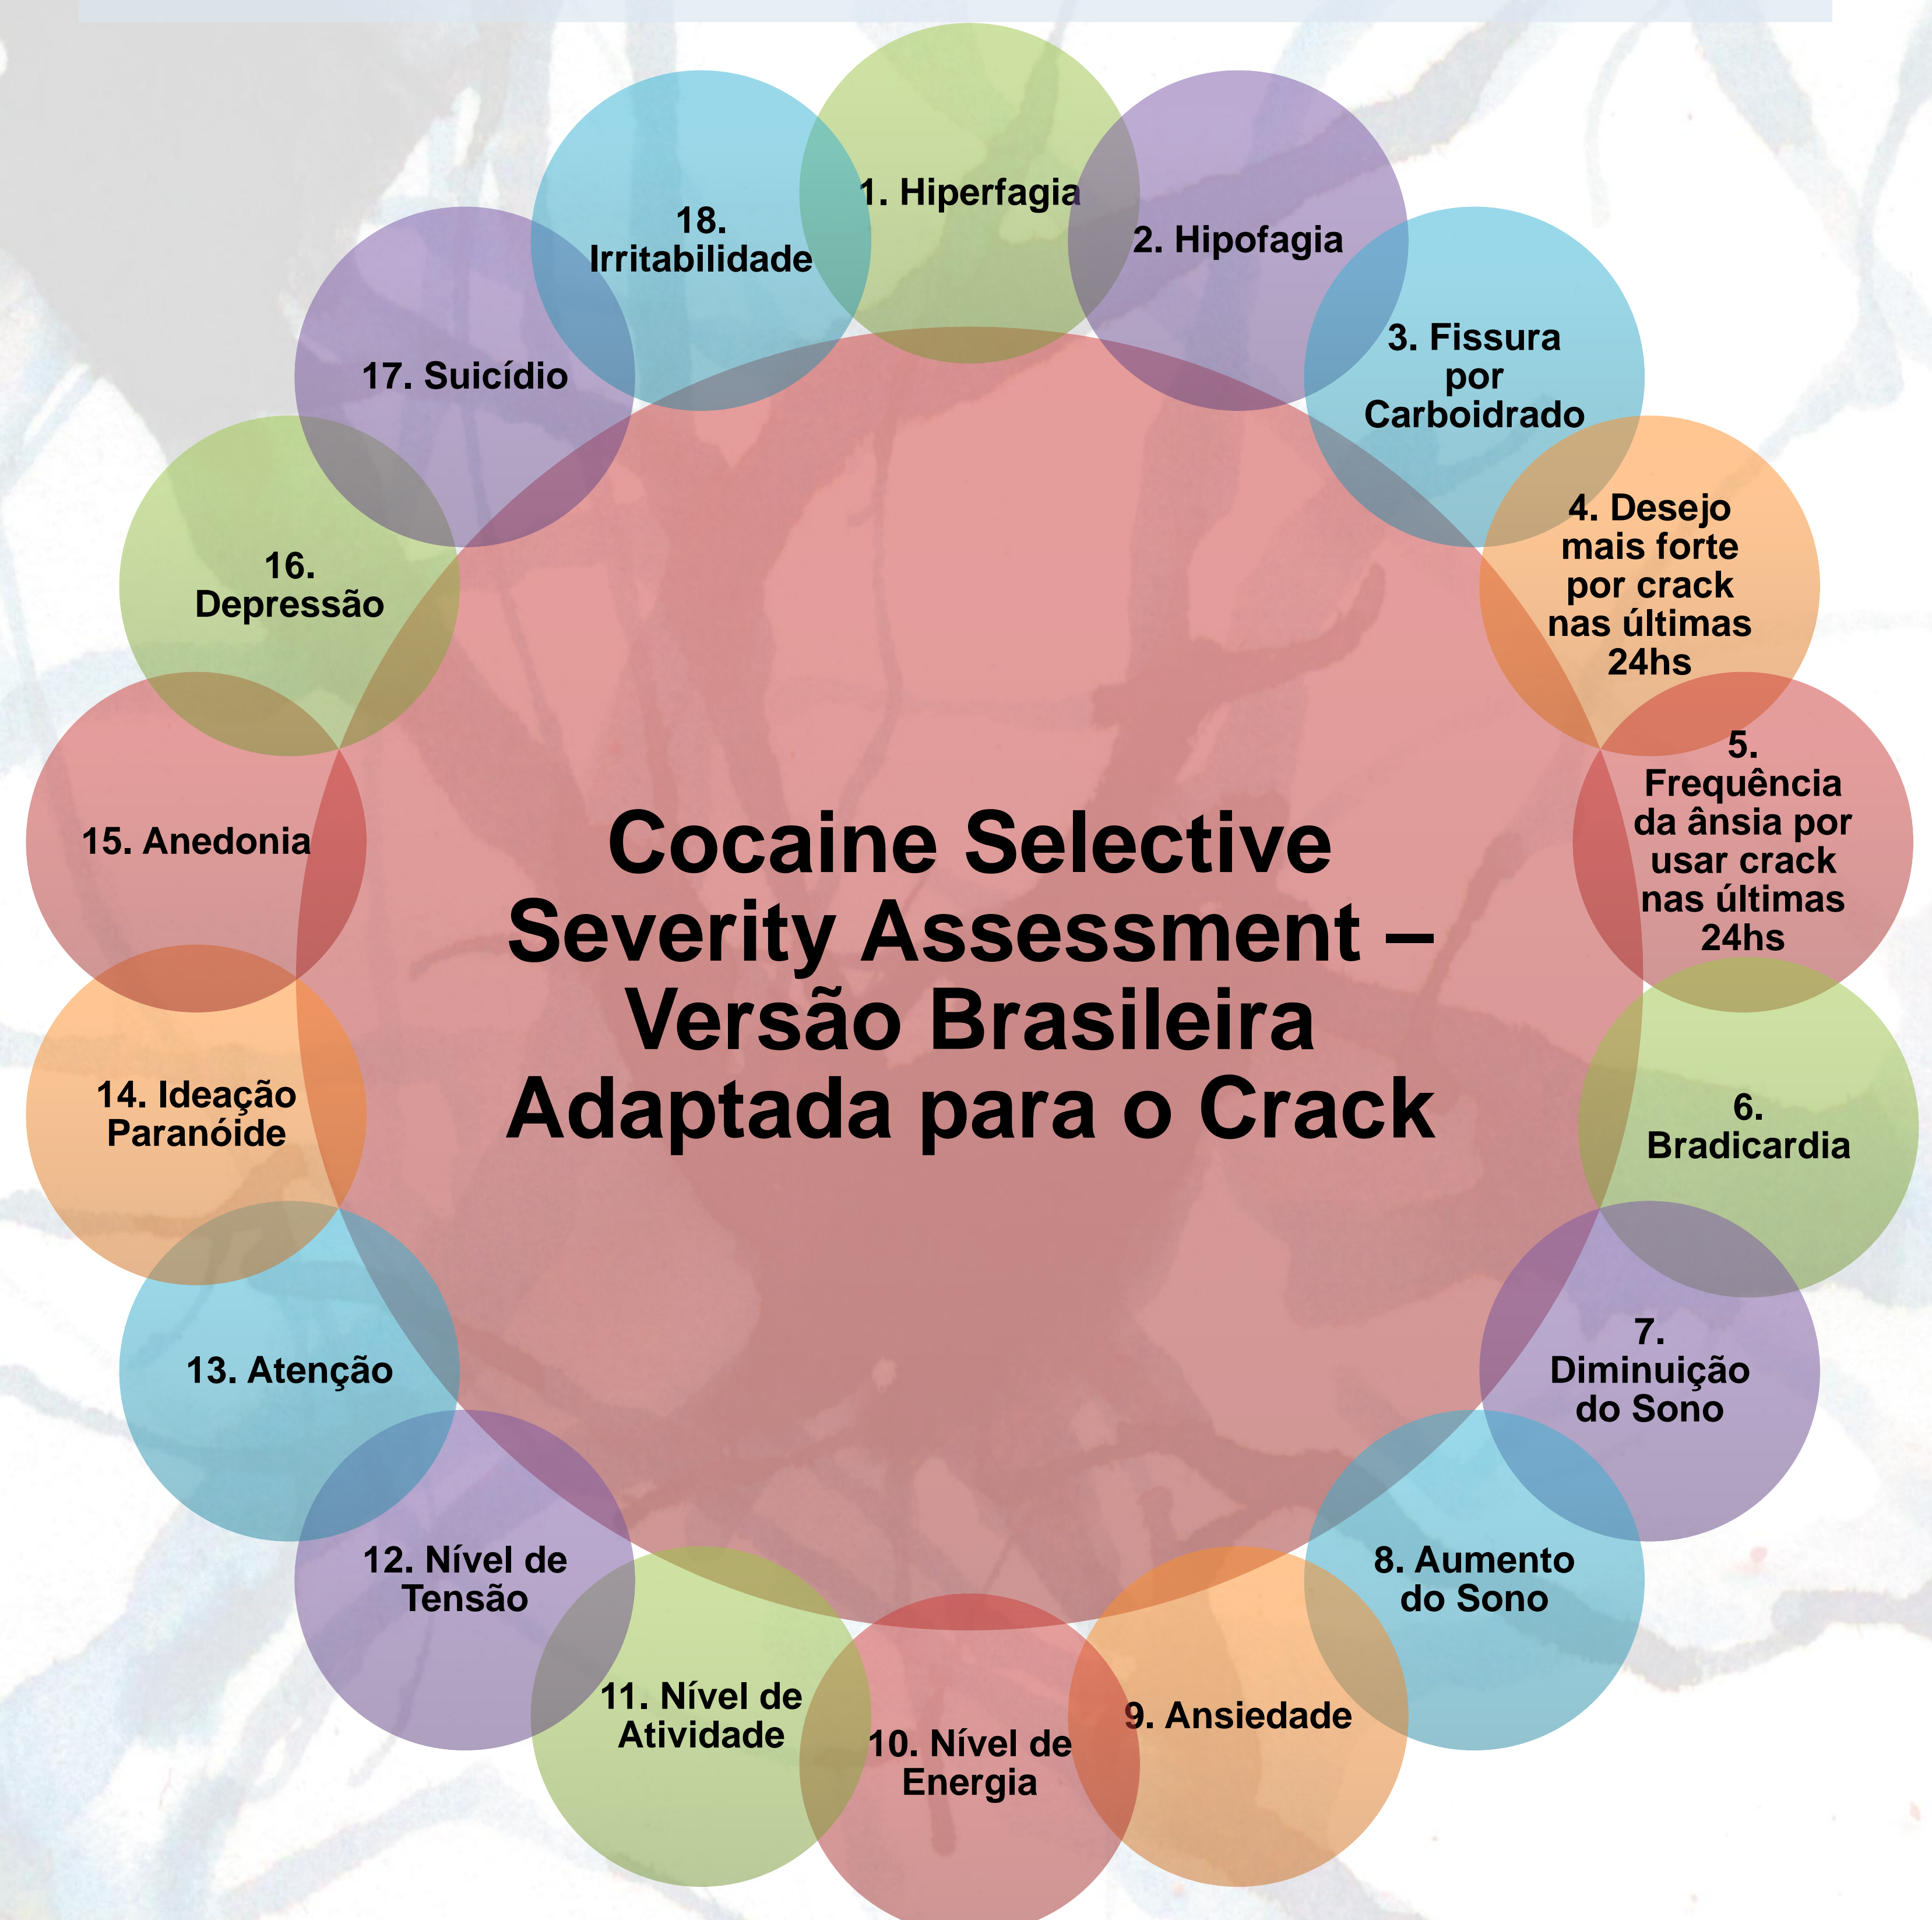 Cocaine Selective
Severity Assessment –
Versão Brasileira
Adaptada para o Crack
1. Hiperfagia
2. Hipofagia
3. Fissura
por
Carboidrado
4. Desejo
mais forte
por crack
nas últimas
24hs
5.
Frequência
da ânsia por
usar crack
nas últimas
24hs
6.
Bradicardia
7.
Diminuição
do Sono
8. Aumento
do Sono
9. Ansiedade
10. Nível de
Energia
11. Nível de
Atividade
12. Nível de
Tensão
13. Atenção
14. Ideação
Paranóide
15. Anedonia
16.
Depressão
17. Suicídio
18.
Irritabilidade